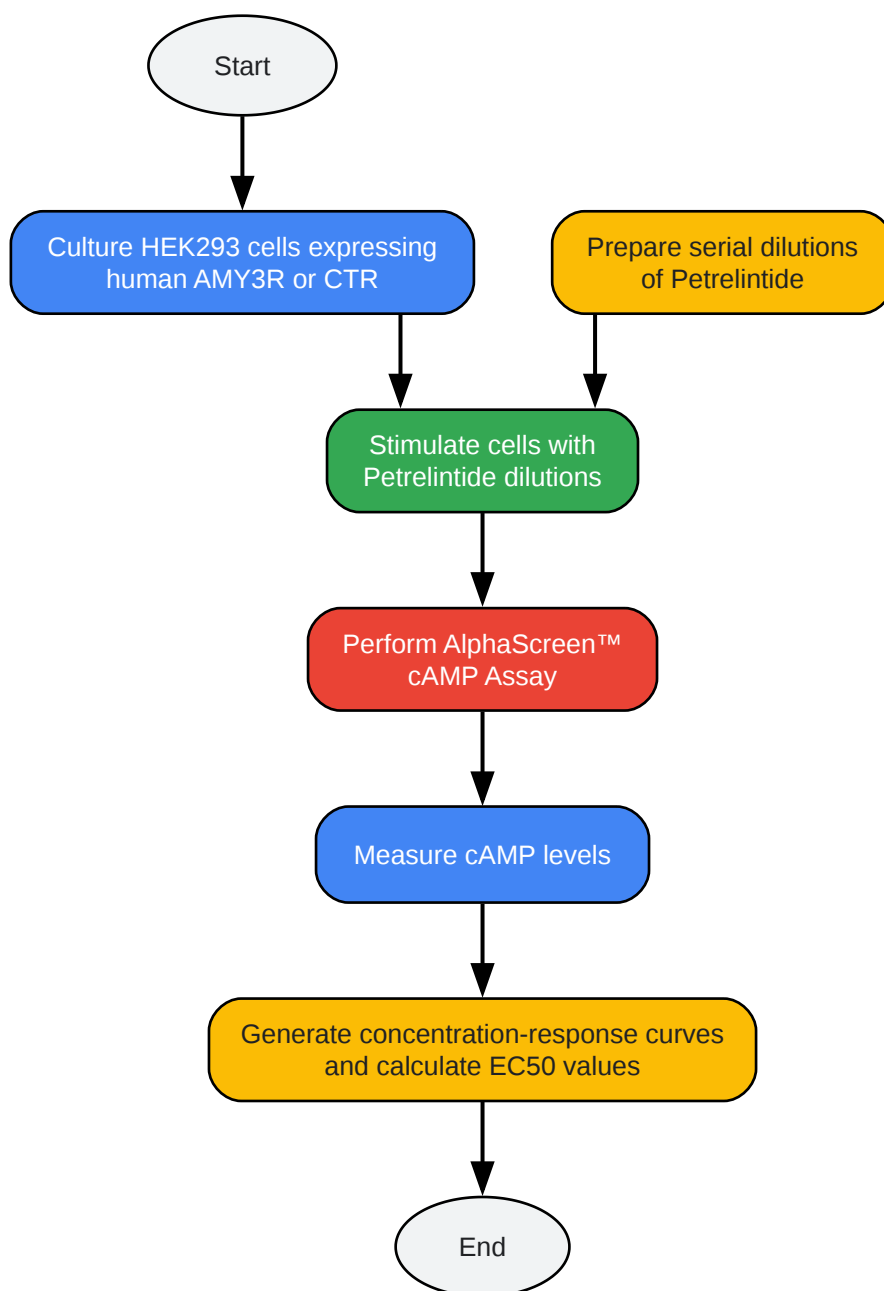 Start
Culture HEK293 cells expressing
human AMY3R or CTR
Prepare serial dilutions
of Petrelintide
Stimulate cells with
Petrelintide dilutions
Perform AlphaScreen™
cAMP Assay
Measure cAMP levels
Generate concentration-response curves
and calculate EC50 values
End